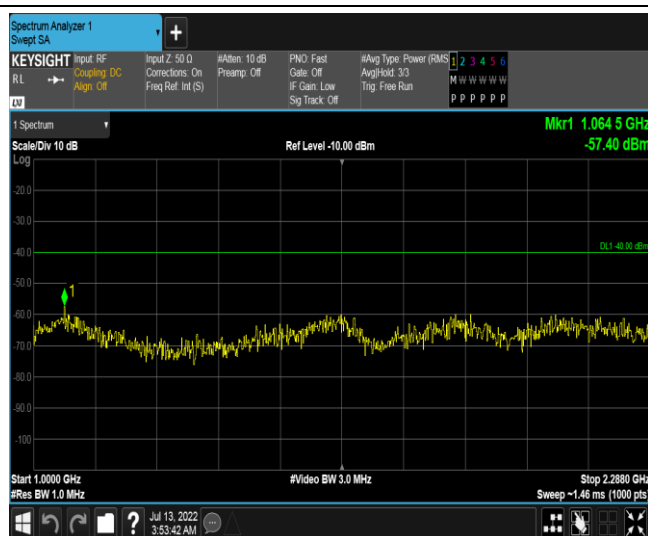 Spectrum Analyzer 1
Swept SA
+
KEYSIGHT
RL
LXI
Input: RF
Coupling: DC
Align: Off
Input Z: 50 Ω
Corrections: On
Freq Ref: Int (S)
#Atten: 10 dB
Preamp: Off
PNO: Fast
Gate: Off
IF Gain: Low
Sig Track: Off
#Avg Type: Power (RMS
Avg|Hold: 3/3
Trig: Free Run
1 2 3 4 5 6
M W W W W W
P P P P P P
1 Spectrum
Mkr1 1.064 5 GHz
Scale/Div 10 dB
Ref Level -10.00 dBm
-57.40 dBm
Log
-20.0
-30.0
DL1 -40.00 dBm
-40.0
-50.0
1
-60.0
-70.0
-80.0
-90.0
-100
Start 1.0000 GHz
#Video BW 3.0 MHz
Stop 2.2880 GHz
#Res BW 1.0 MHz
Sweep ~1.46 ms (1000 pts)
?
Jul 13, 2022
3:53:42 AM